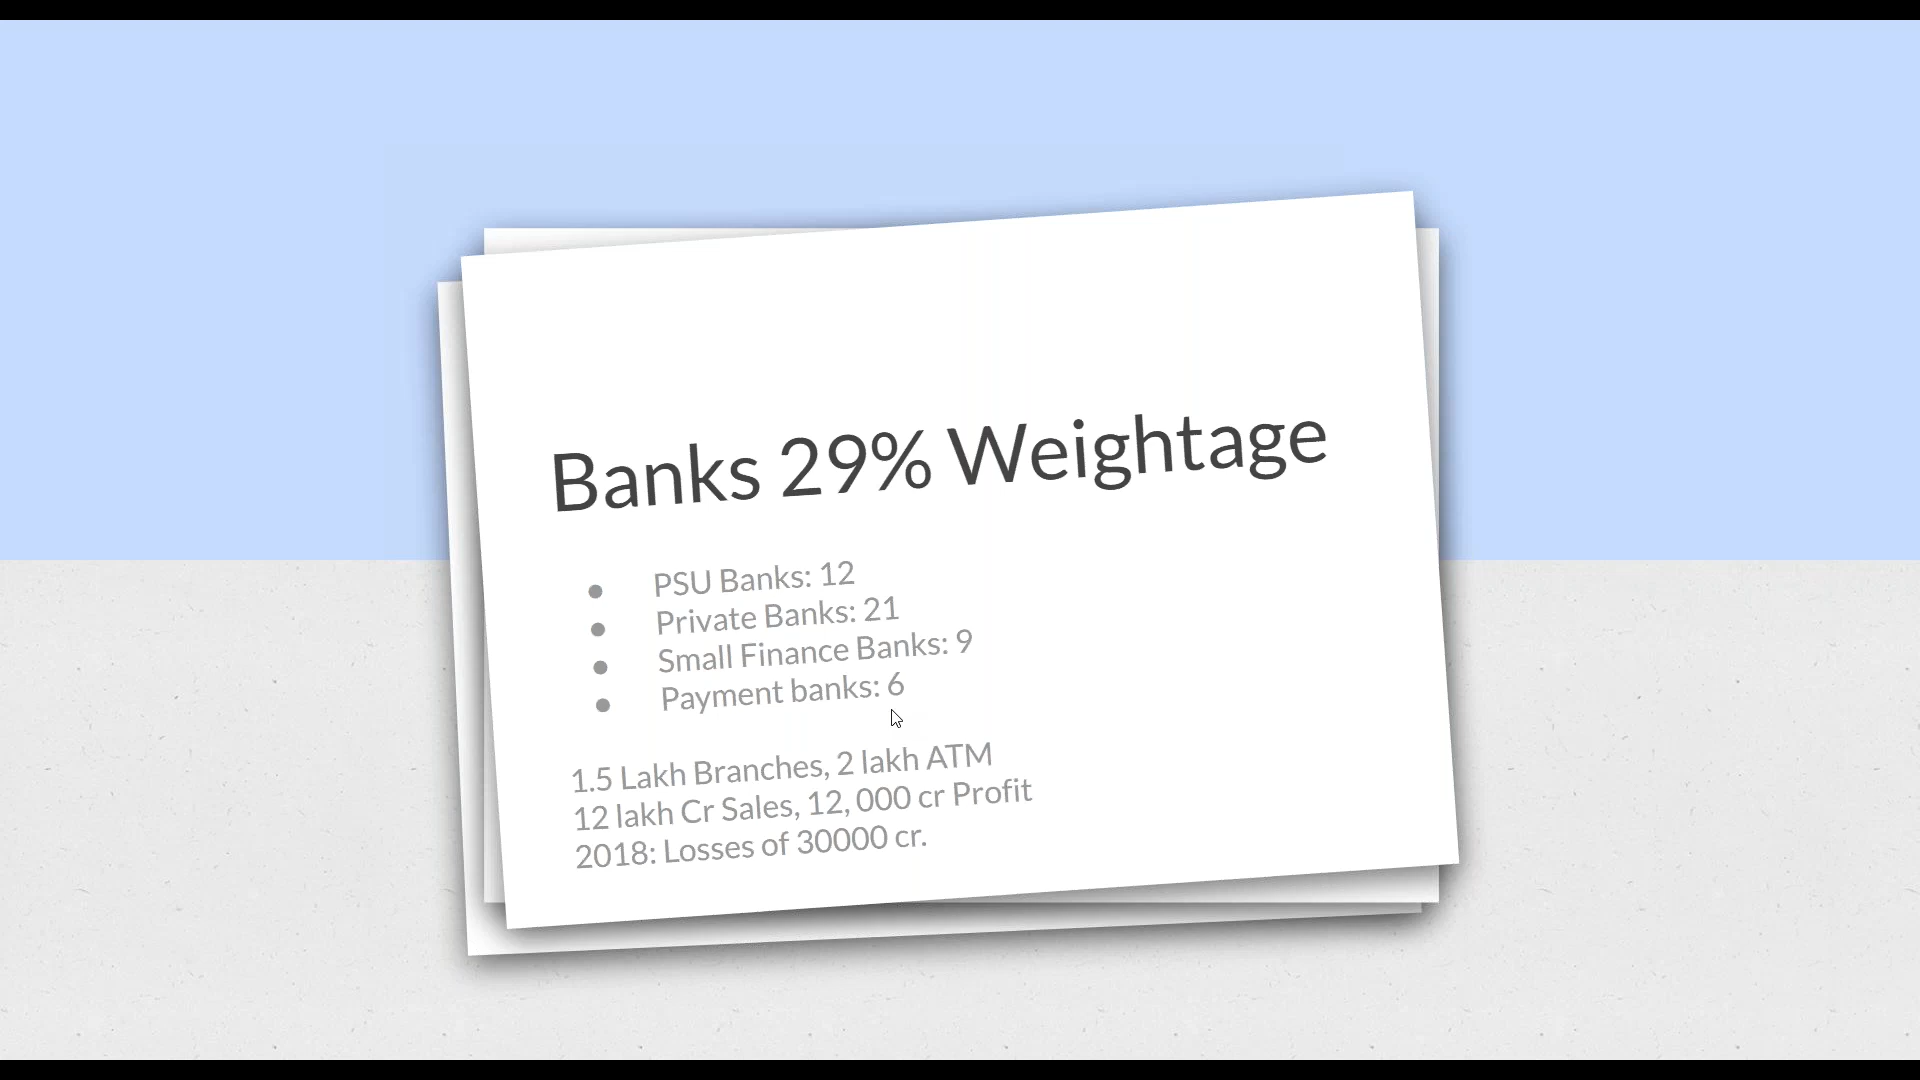 Banks 29% Weightage
● PSU Banks: 12
● Private Banks: 21
● Small Finance Banks: 9
● Payment banks: 6
1.5 Lakh Branches, 2 lakh ATM
12 lakh Cr Sales, 12, 000 cr Profit
2018: Losses of 30000 cr.